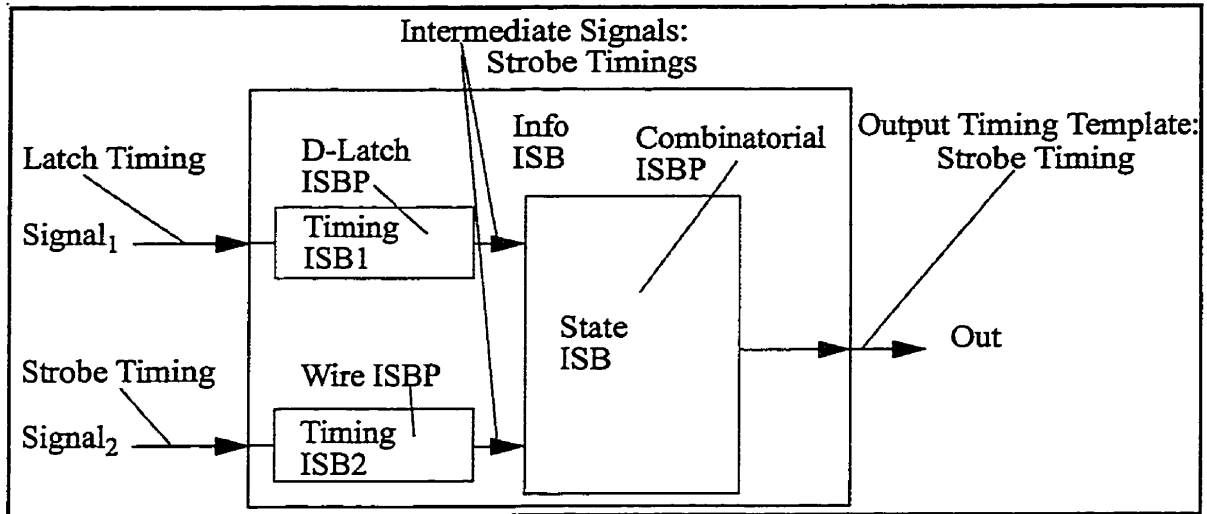 Intermediate Signals:
Strobe Timings
Info
ISB
Combinatorial
ISBP
Output Timing Template:
Strobe Timing
Latch Timing
D-Latch
ISBP
Signal1
Timing
ISB1
State
ISB
Out
Strobe Timing
Wire ISBP
Signal2
Timing
ISB2